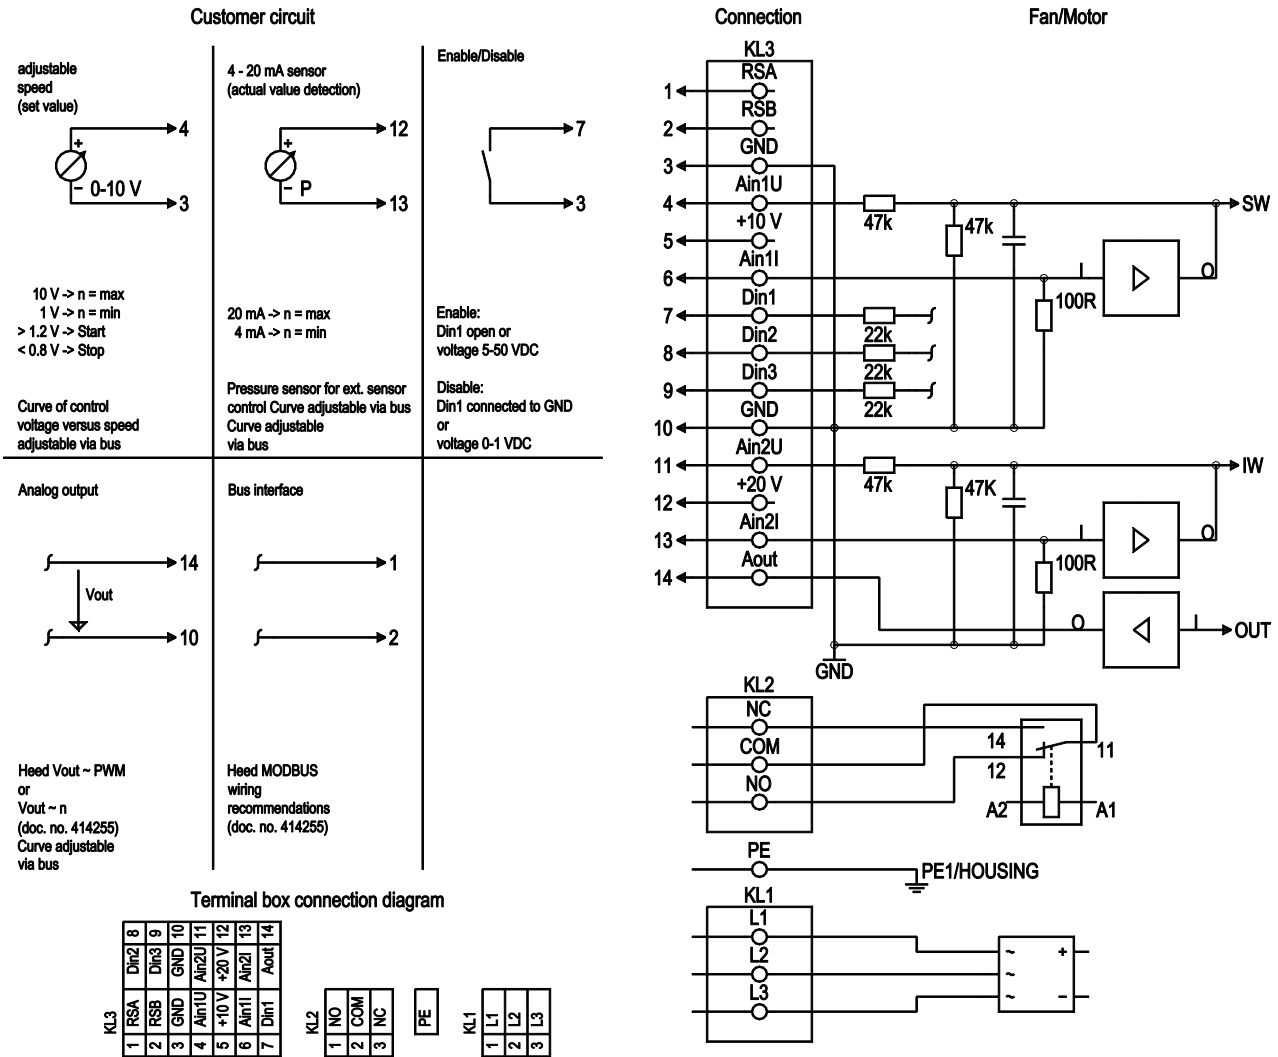 Customer circuit
Connection
Fan/Motor
adjustable
speed
(set value)
4
+
− 0-10 V
3
10 V -> n = max
1 V -> n = min
> 1.2 V -> Start
< 0.8 V -> Stop
Curve of control
voltage versus speed
adjustable via bus
4 - 20 mA sensor
(actual value detection)
12
+
− P
13
20 mA -> n = max
4 mA -> n = min
Pressure sensor for ext. sensor
control Curve adjustable via bus
Curve adjustable
via bus
Enable/Disable
7
3
Enable:
Din1 open or
voltage 5-50 VDC
Disable:
Din1 connected to GND
or
voltage 0-1 VDC
Analog output
14
Vout
10
Heed Vout ~ PWM
or
Vout ~ n
(doc. no. 414255)
Curve adjustable
via bus
Bus interface
1
2
Heed MODBUS
wiring
recommendations
(doc. no. 414255)
KL3
RSA
1
RSB
2
GND
3
Ain1U
4
47k
47k
SW
+10 V
5
Ain1I
6
I
O
100R
Din1
7
22k
Din2
8
22k
Din3
9
22k
GND
10
Ain2U
11
47k
47K
IW
+20 V
12
Ain2I
13
I
O
100R
Aout
14
O
I
OUT
GND
KL2
NC
COM
NO
14
12
11
A2
A1
PE
PE1/HOUSING
KL1
L1
L2
L3
~
~
~
+
−
Terminal box connection diagram
KL3
8 Din2
9 Din3
10 GND
11 Ain2U
12 +20 V
13 Ain2I
14 Aout
1 RSA
2 RSB
3 GND
4 Ain1U
5 +10 V
6 Ain1I
7 Din1
KL2
1 NO
2 COM
3 NC
PE
KL1
1 L1
2 L2
3 L3